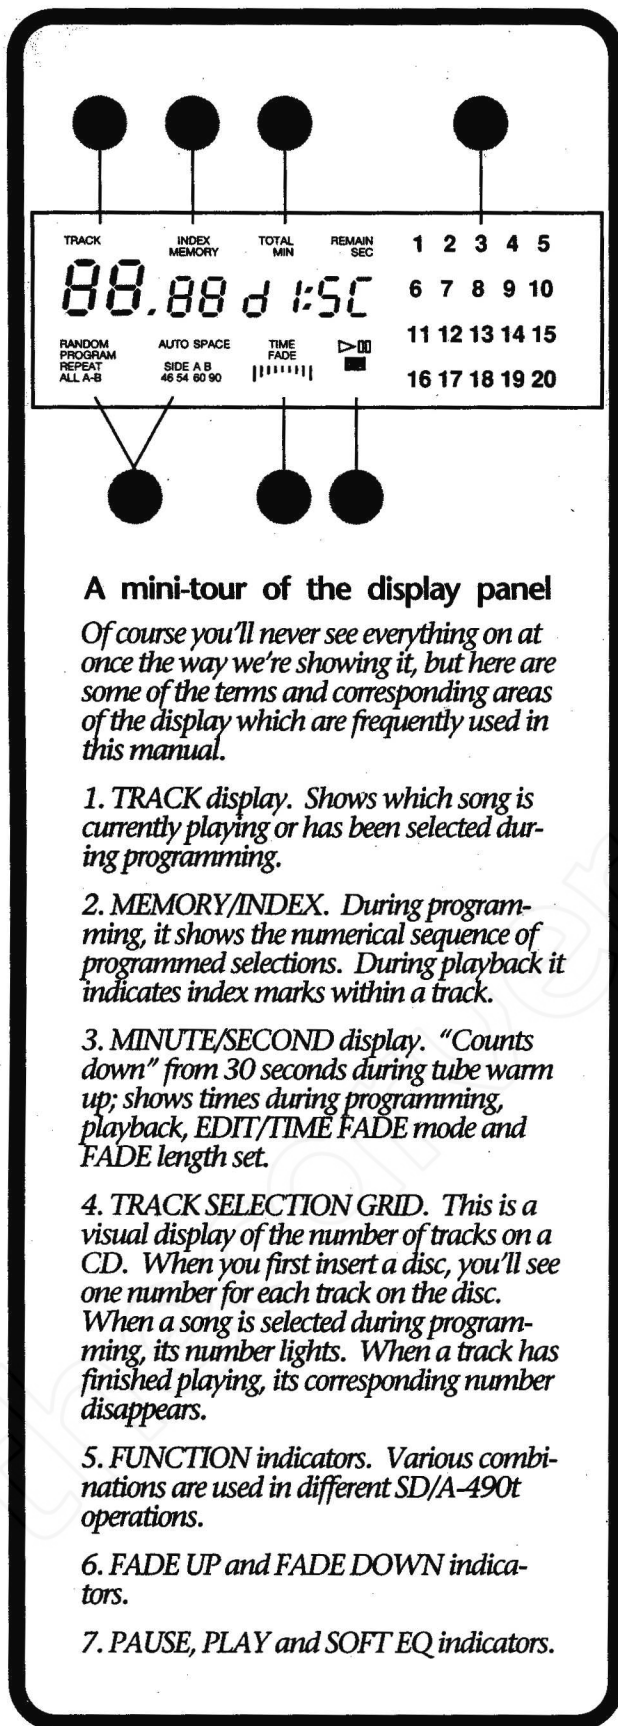 TRACK INDEX MEMORY TOTAL MIN REMAIN SEC
88.88 d 1:5C
1 2 3 4 5
6 7 8 9 10
11 12 13 14 15
16 17 18 19 20
RANDOM
PROGRAM
REPEAT
ALL A-B
AUTO SPACE
SIDE A B
46 54 60 90
TIME
FADE
A mini-tour of the display panel
Of course you'll never see everything on at
once the way we're showing it, but here are
some of the terms and corresponding areas
of the display which are frequently used in
this manual.
1. TRACK display. Shows which song is
currently playing or has been selected dur-
ing programming.
2. MEMORY/INDEX. During program-
ming, it shows the numerical sequence of
programmed selections. During playback it
indicates index marks within a track.
3. MINUTE/SECOND display. "Counts
down" from 30 seconds during tube warm
up; shows times during programming,
playback, EDIT/TIME FADE mode and
FADE length set.
4. TRACK SELECTION GRID. This is a
visual display of the number of tracks on a
CD. When you first insert a disc, you'll see
one number for each track on the disc.
When a song is selected during program-
ming, its number lights. When a track has
finished playing, its corresponding number
disappears.
5. FUNCTION indicators. Various combi-
nations are used in different SD/A-490t
operations.
6. FADE UP and FADE DOWN indica-
tors.
7. PAUSE, PLAY and SOFT EQ indicators.